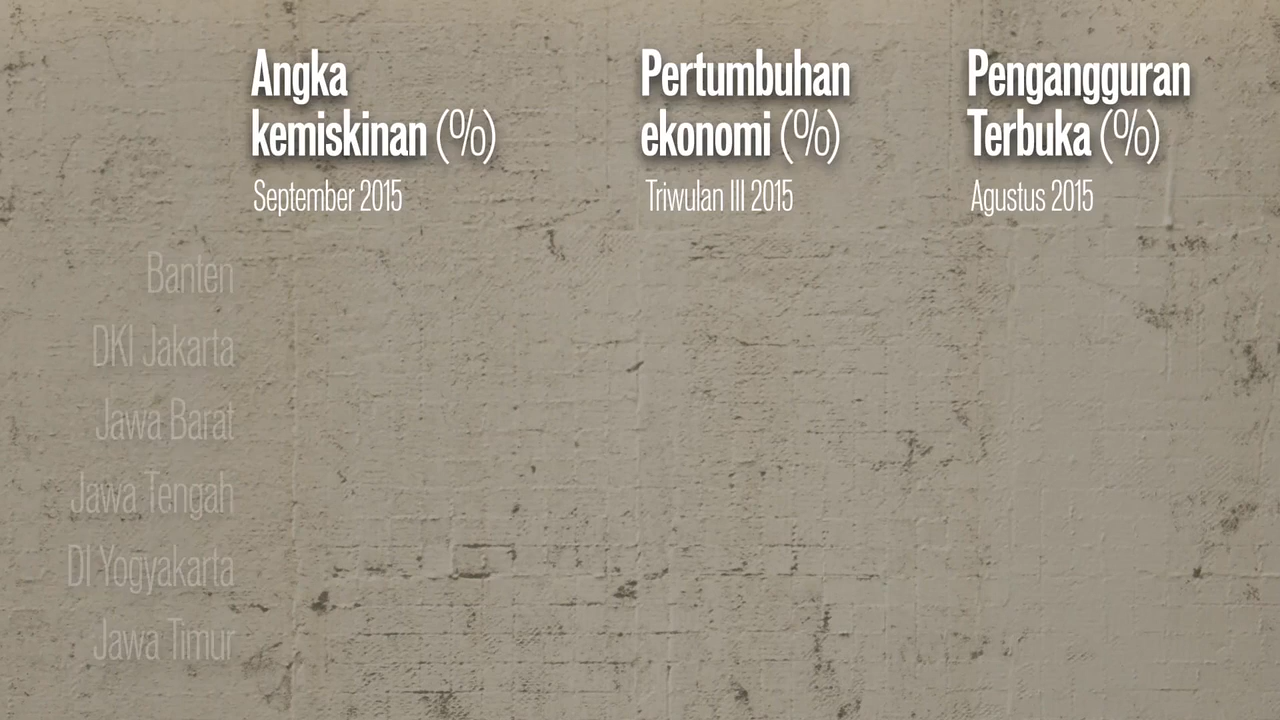 Angka
kemiskinan (%)
September 2015
Pertumbuhan
ekonomi (%)
Triwulan III 2015
Pengangguran
Terbuka (%)
Agustus 2015
Banten
DKI Jakarta
Jawa Barat
Jawa Tengah
DI Yogyakarta
Jawa Timur